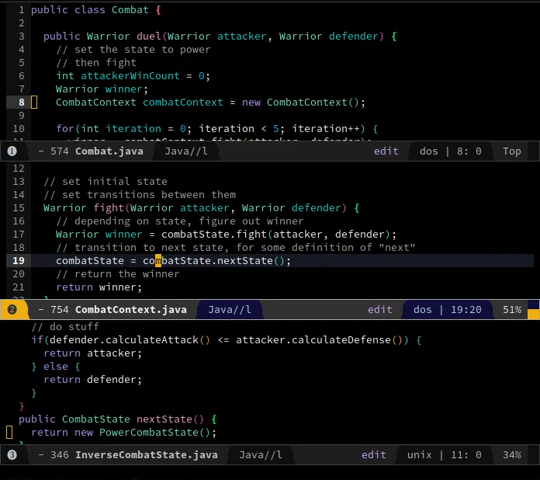 1 public class Combat {
2
3 public Warrior duel(Warrior attacker, Warrior defender) {
4 // set the state to power
5 // then fight
6 int attackerWinCount = 0;
7 Warrior winner;
8 CombatContext combatContext = new CombatContext();
9
10 for(int iteration = 0; iteration < 5; iteration++) {
❶ - 574 Combat.java Java//l edit dos | 8: 0 Top
12
13 // set initial state
14 // set transitions between them
15 Warrior fight(Warrior attacker, Warrior defender) {
16 // depending on state, figure out winner
17 Warrior winner = combatState.fight(attacker, defender);
18 // transition to next state, for some definition of "next"
19 combatState = combatState.nextState();
20 // return the winner
21 return winner;
❷ - 754 CombatContext.java Java//l edit dos | 19:20 51%
// do stuff
if(defender.calculateAttack() <= attacker.calculateDefense()) {
return attacker;
} else {
return defender;
}
}
public CombatState nextState() {
return new PowerCombatState();
❸ - 346 InverseCombatState.java Java//l edit unix | 11: 0 34%